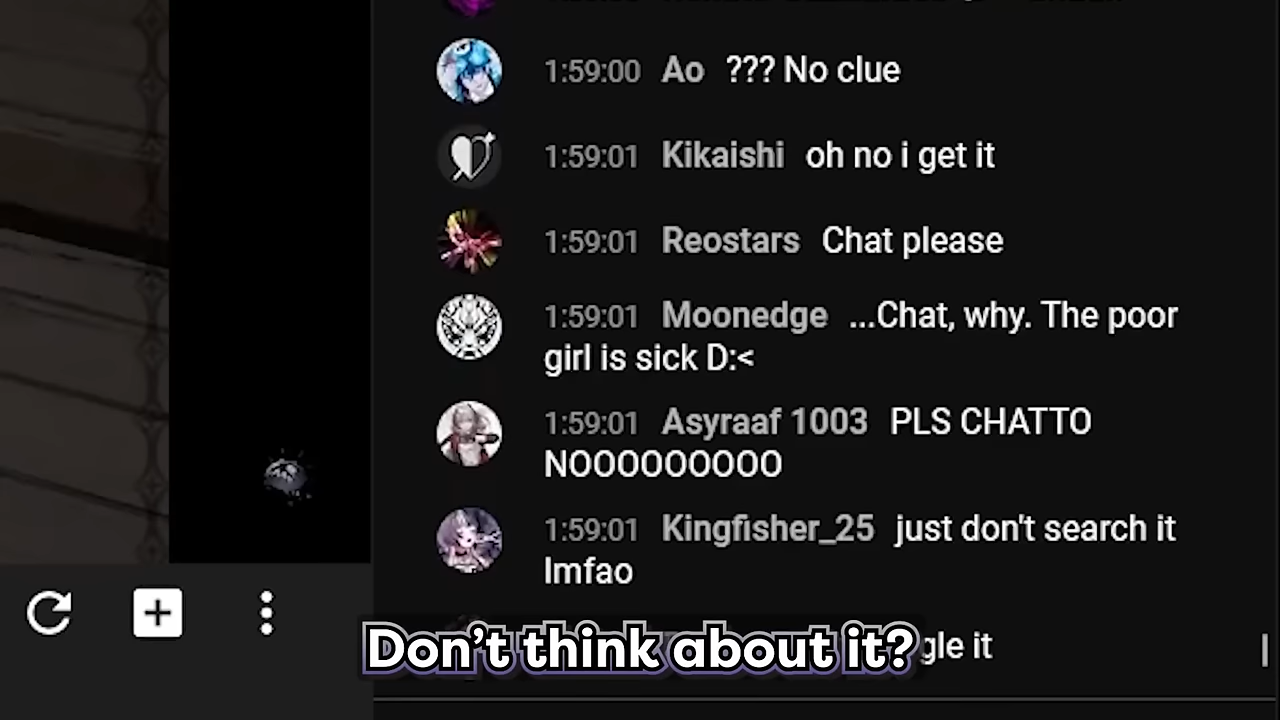 1:59:00 Ao ??? No clue
1:59:01 Kikaishi oh no i get it
1:59:01 Reostars Chat please
1:59:01 Moonedge ...Chat, why. The poor
girl is sick D:<
1:59:01 Asyraaf 1003 PLS CHATTO
NOOOOOOOOO
1:59:01 Kingfisher_25 just don't search it
lmfao
it
Don't think about it?